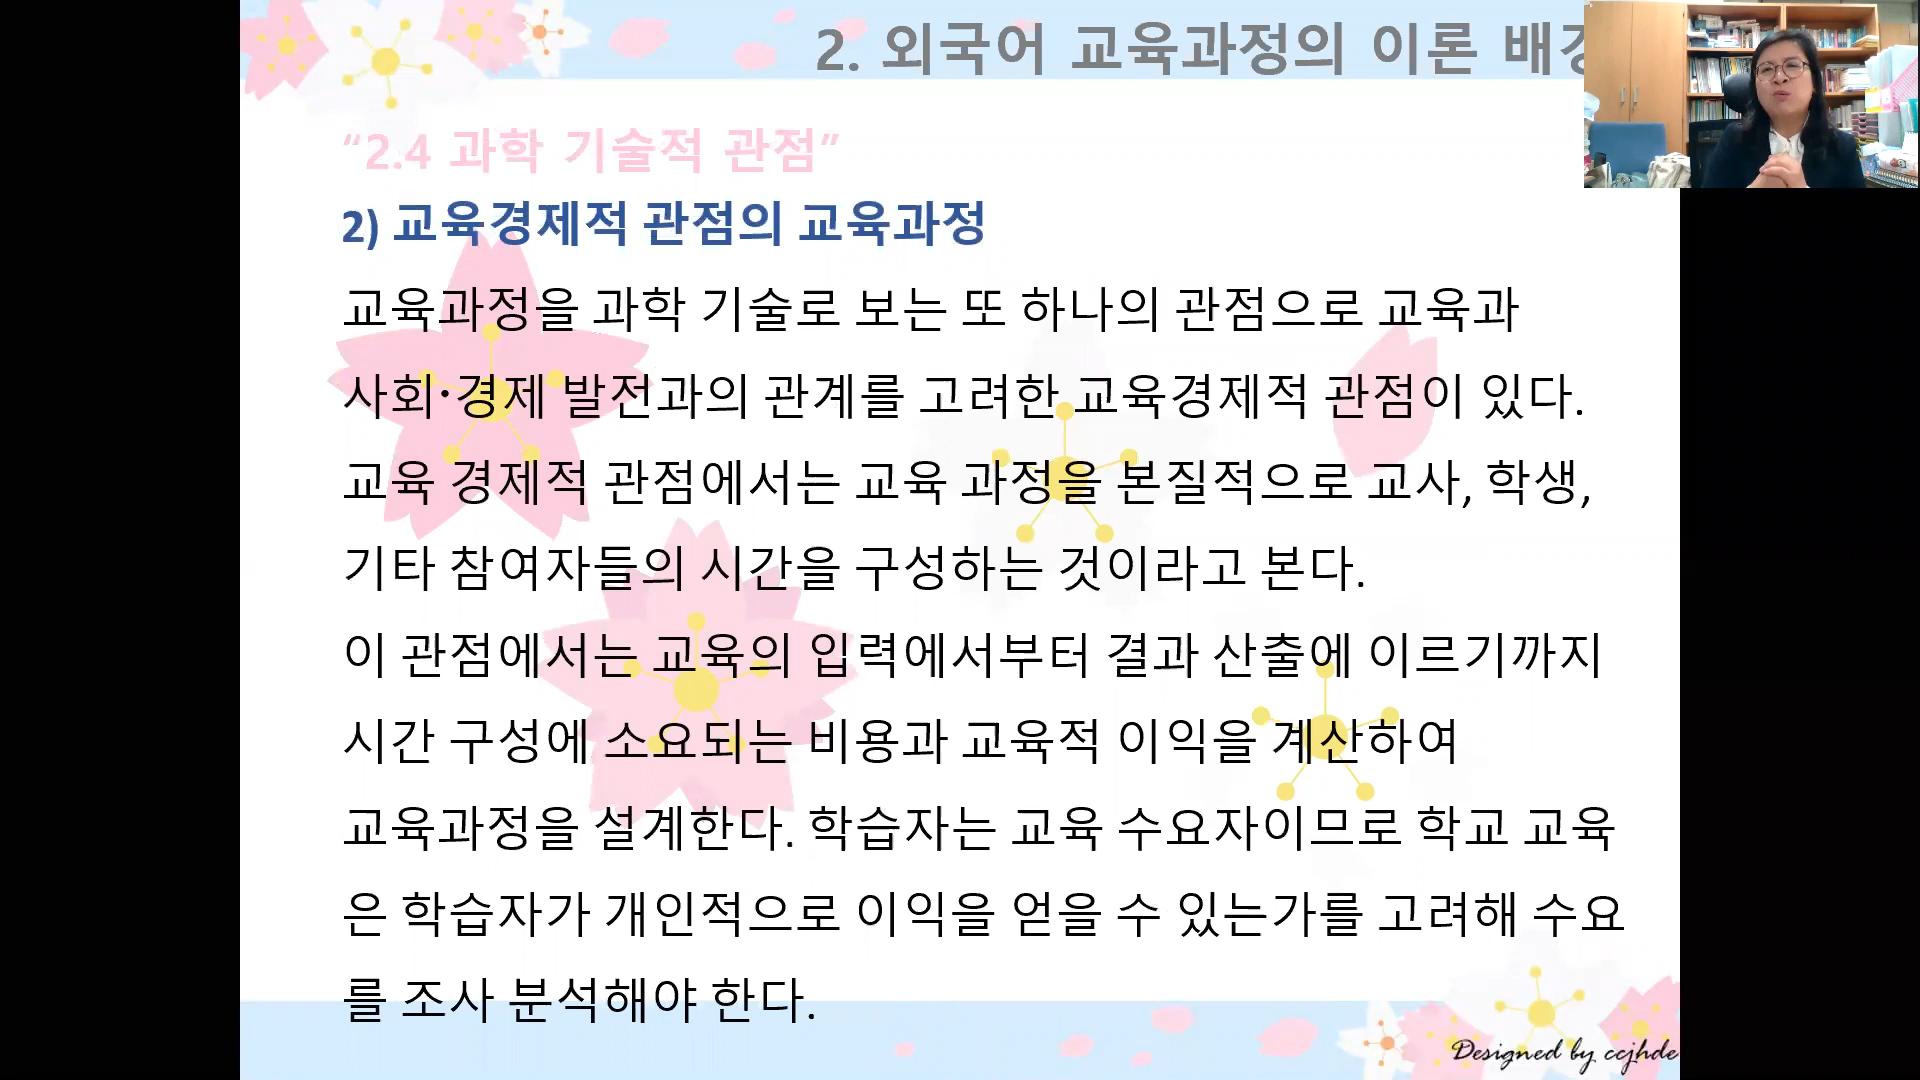 2. 외국어 교육과정의 이론 배
“2.4 과학 기술적 관점”
2) 교육경제적 관점의 교육과정
교육과정을 과학 기술로 보는 또 하나의 관점으로 교육과
사회·경제 발전과의 관계를 고려한 교육경제적 관점이 있다.
교육 경제적 관점에서는 교육 과정을 본질적으로 교사, 학생,
기타 참여자들의 시간을 구성하는 것이라고 본다.
이 관점에서는 교육의 입력에서부터 결과 산출에 이르기까지
시간 구성에 소요되는 비용과 교육적 이익을 계산하여
교육과정을 설계한다. 학습자는 교육 수요자이므로 학교 교육
은 학습자가 개인적으로 이익을 얻을 수 있는가를 고려해 수요
를 조사 분석해야 한다.
Designed by ccjhde